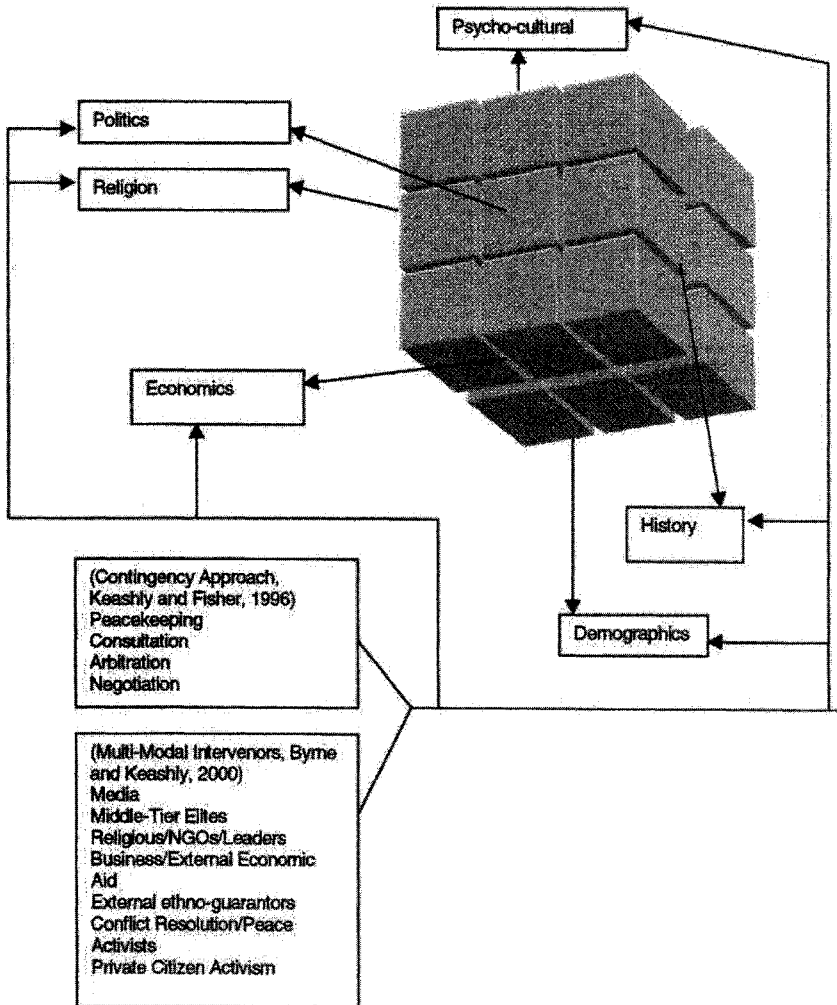 Psycho-cultural
Politics
Religion
Economics
History
Demographics
(Contingency Approach,
Keashly and Fisher, 1996)
Peacekeeping
Consultation
Arbitration
Negotiation
(Multi-Modal Intervenors, Byrne
and Keashly, 2000)
Media
Middle-Tier Elites
Religious/NGOs/Leaders
Business/External Economic
Aid
External ethno-guarantors
Conflict Resolution/Peace
Activists
Private Citizen Activism